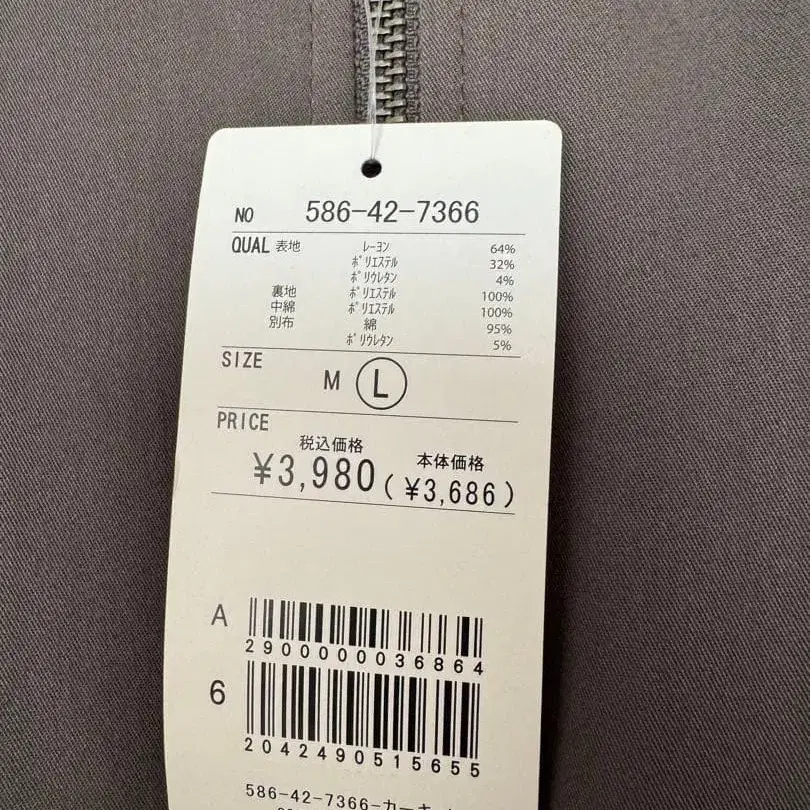 NO 586-42-7366
QUAL 表地 レーヨン 64%
ポリエステル 32%
ポリウレタン 4%
裏地 ポリエステル 100%
中綿 ポリエステル 100%
別布 綿 95%
ポリウレタン 5%
SIZE
M L
PRICE
税込価格 本体価格
¥3,980 (¥3,686)
A
2900000036864
6
2042490515655
586-42-7366-カーキ